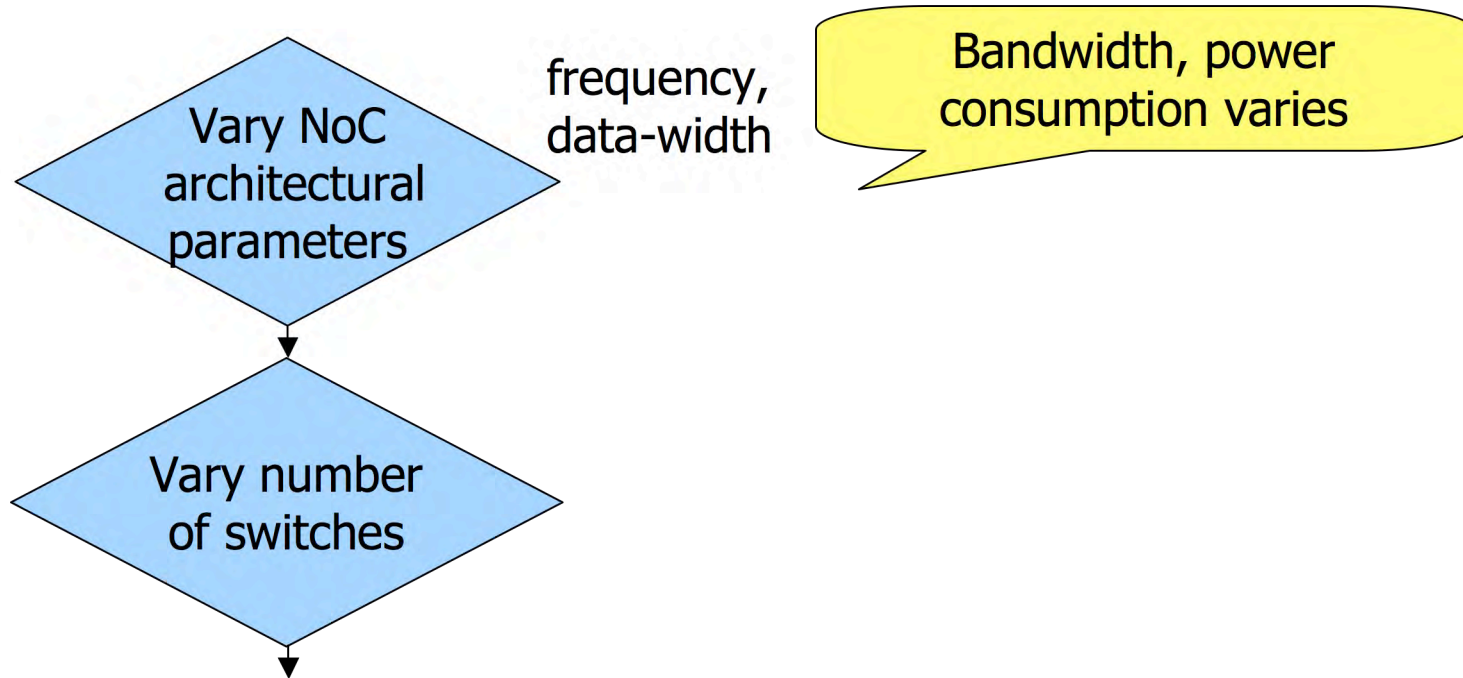 Vary NoC
architectural
parameters
frequency,
data-width
Bandwidth, power
consumption varies
Vary number
of switches